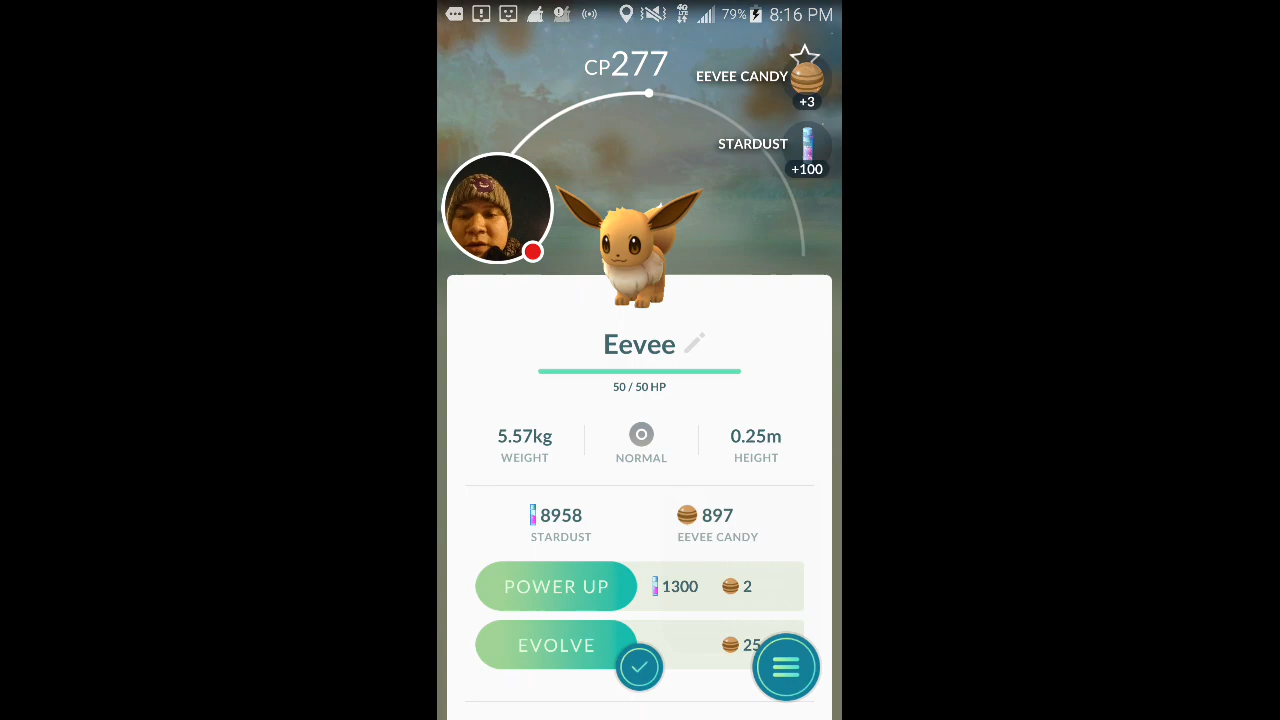 79% 8:16 PM
CP277
EEVEE CANDY
+3
STARDUST
+100
Eevee
50 / 50 HP
5.57kg
WEIGHT
NORMAL
0.25m
HEIGHT
8958
STARDUST
897
EEVEE CANDY
POWER UP 1300 2
EVOLVE 25